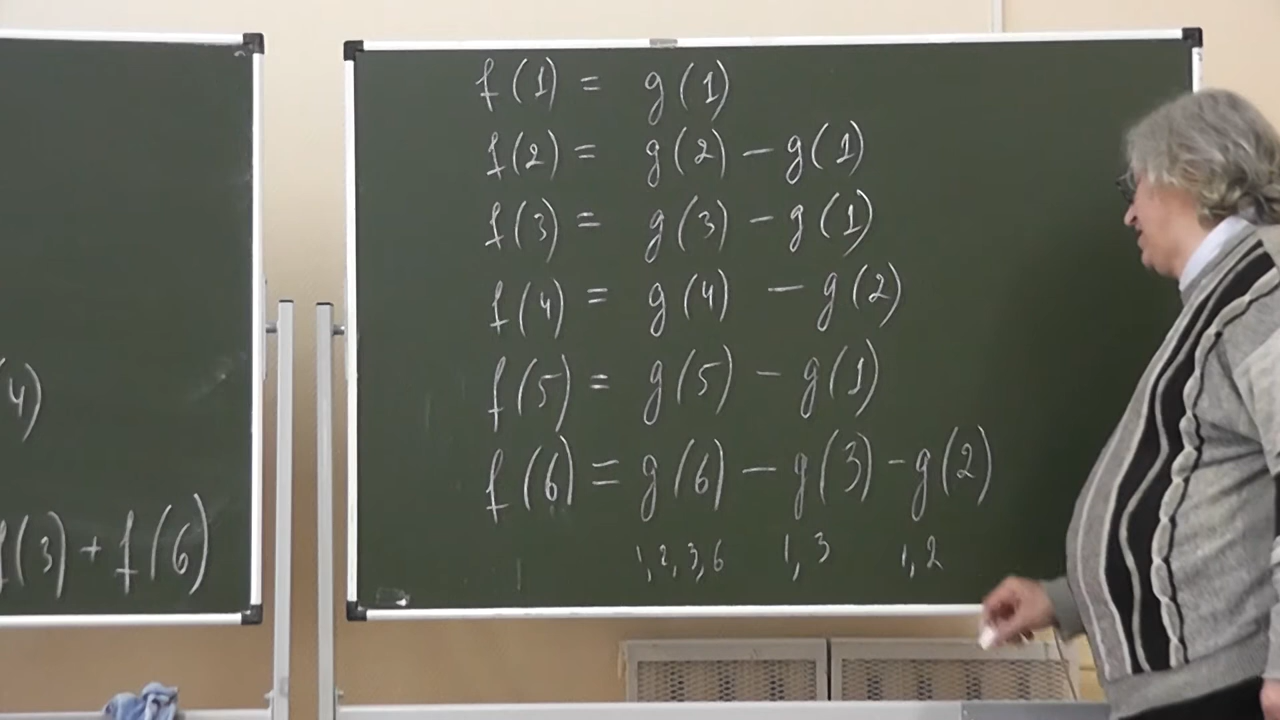 4)
f(3) + f(6)
f(1) = g(1)
f(2) = g(2) − g(1)
f(3) = g(3) − g(1)
f(4) = g(4) − g(2)
f(5) = g(5) − g(1)
f(6) = g(6) − g(3) − g(2)
1,2,3,6 1,3 1,2